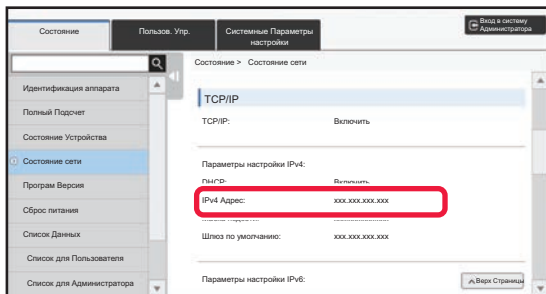 Состояние
Пользов. Упр.
Системные Параметры
настройки
Вход в систему
Администратора
Состояние > Состояние сети
Идентификация аппарата
Полный Подсчет
Состояние Устройства
Состояние сети
Програм Версия
Сброс питания
Список Данных
Список для Пользователя
Список для Администратора
TCP/IP
TCP/IP: Включить
Параметры настройки IPv4:
DHCP: Включить
IPv4 Адрес: xxx.xxx.xxx.xxx
Шлюз по умолчанию: xxx.xxx.xxx.xxx
Параметры настройки IPv6:
Верх Страницы